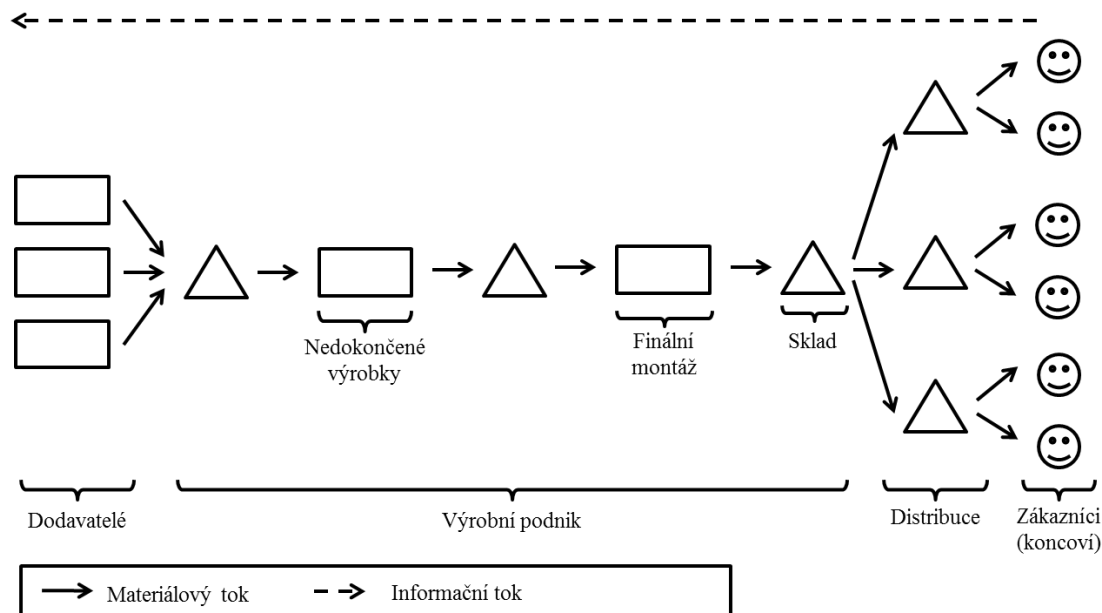 Nedokončené
výrobky
Finální
montáž
Sklad
Dodavatelé
Výrobní podnik
Distribuce
Zákazníci
(koncoví)
Materiálový tok
Informační tok